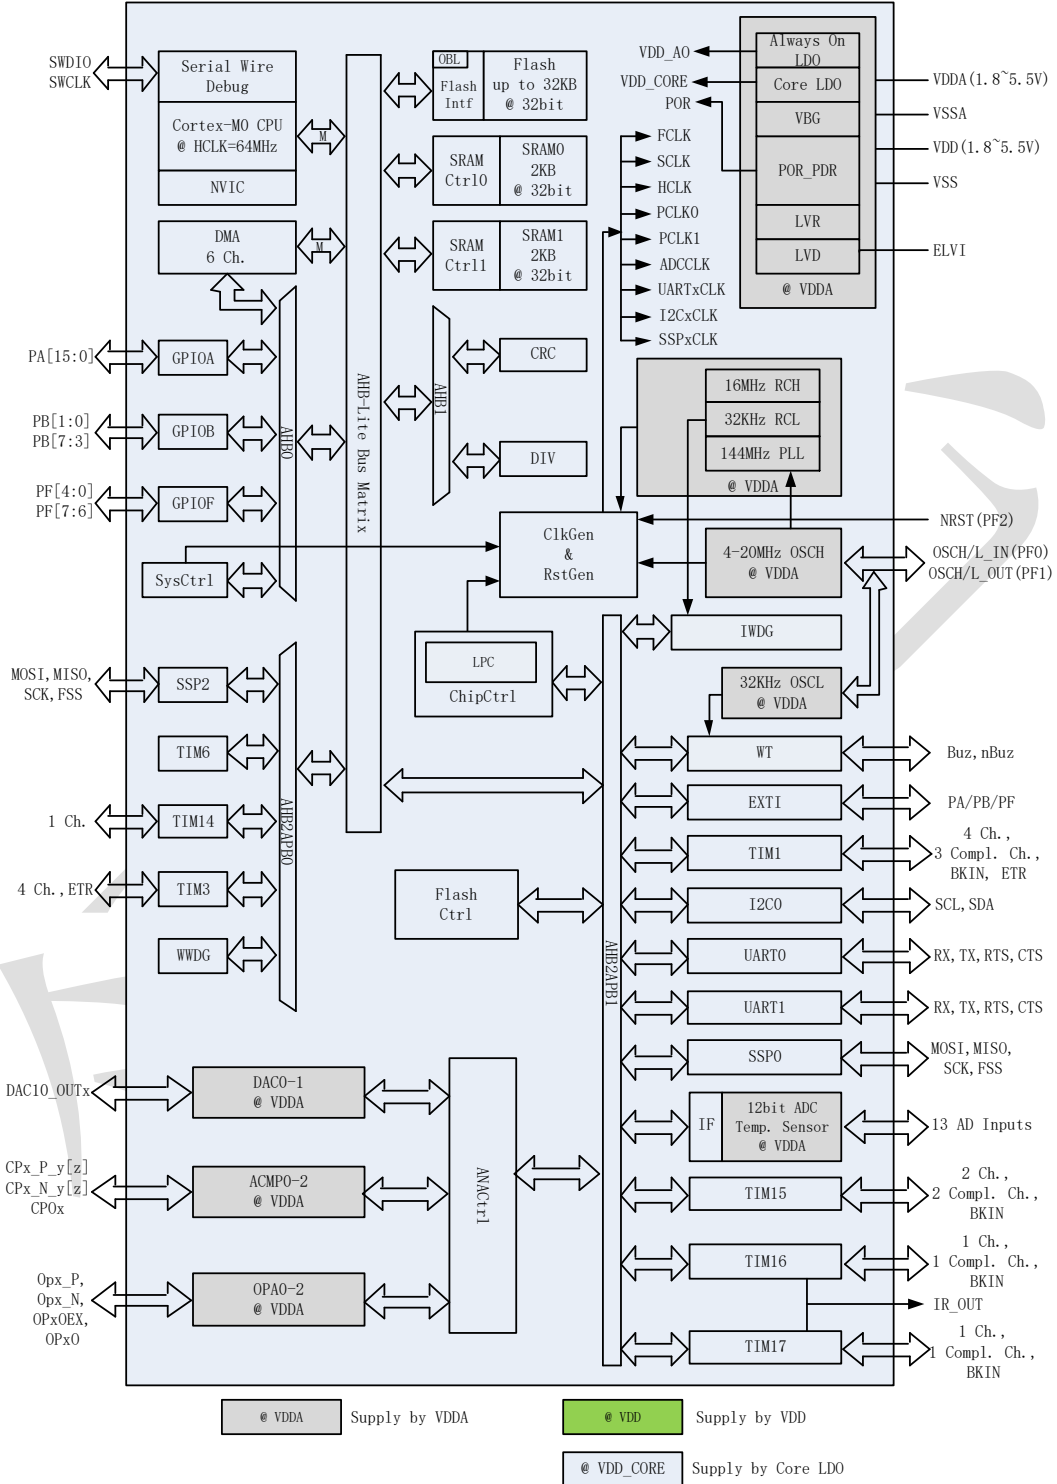 SWDIO
SWCLK
Serial Wire
Debug
Cortex-M0 CPU
@ HCLK=64MHz
NVIC
M
DMA
6 Ch.
M
OBL
Flash
Intf
Flash
up to 32KB
@ 32bit
SRAM
Ctrl0
SRAM0
2KB
@ 32bit
SRAM
Ctrl1
SRAM1
2KB
@ 32bit
VDD_AO
VDD_CORE
POR
FCLK
SCLK
HCLK
PCLK0
PCLK1
ADCCLK
UARTxCLK
I2CxCLK
SSPxCLK
Always On
LDO
Core LDO
VBG
POR_PDR
LVR
LVD
@ VDDA
VDDA(1.8~5.5V)
VSSA
VDD(1.8~5.5V)
VSS
ELVI
PA[15:0]
GPIOA
PB[1:0]
PB[7:3]
GPIOB
PF[4:0]
PF[7:6]
GPIOF
SysCtrl
AHB0
AHB-Lite Bus Matrix
AHB1
CRC
DIV
16MHz RCH
32KHz RCL
144MHz PLL
@ VDDA
ClkGen
&
RstGen
4-20MHz OSCH
@ VDDA
NRST(PF2)
OSCH/L_IN(PF0)
OSCH/L_OUT(PF1)
IWDG
LPC
ChipCtrl
32KHz OSCL
@ VDDA
MOSI,MISO,
SCK,FSS
SSP2
TIM6
1 Ch.
TIM14
4 Ch.,ETR
TIM3
WWDG
AHB2APB0
Flash
Ctrl
AHB2APB1
WT
Buz,nBuz
EXTI
PA/PB/PF
TIM1
4 Ch.,
3 Compl. Ch.,
BKIN, ETR
I2C0
SCL,SDA
UART0
RX,TX,RTS,CTS
UART1
RX,TX,RTS,CTS
SSP0
MOSI,MISO,
SCK,FSS
IF
12bit ADC
Temp. Sensor
@ VDDA
13 AD Inputs
TIM15
2 Ch.,
2 Compl. Ch.,
BKIN
TIM16
1 Ch.,
1 Compl. Ch.,
BKIN
IR_OUT
TIM17
1 Ch.,
1 Compl. Ch.,
BKIN
DAC10_OUTx
DAC0-1
@ VDDA
CPx_P_y[z]
CPx_N_y[z]
CPOx
ACMP0-2
@ VDDA
Opx_P,
Opx_N,
OPxOEX,
OPxO
OPA0-2
@ VDDA
ANACtrl
@ VDDA
Supply by VDDA
@ VDD
Supply by VDD
@ VDD_CORE
Supply by Core LDO